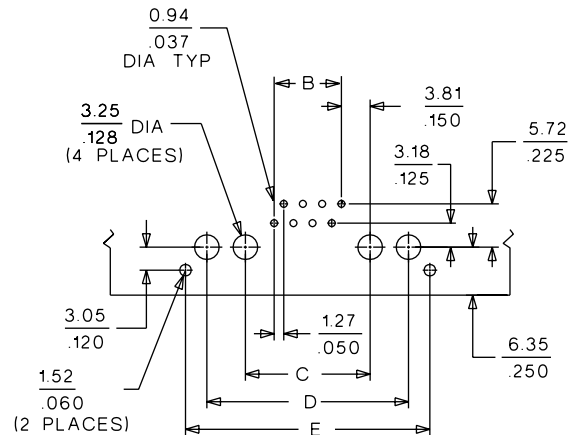 0.94
.037
DIA TYP
B
3.81
.150
3.25
.128
DIA
(4 PLACES)
5.72
.225
3.18
.125
3.05
.120
1.27
.050
6.35
.250
1.52
.060
(2 PLACES)
C
D
E